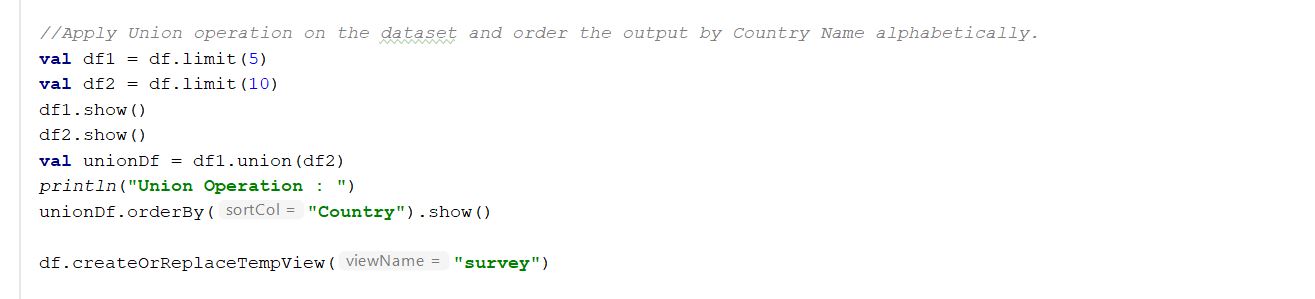 //Apply Union operation on the dataset and order the output by Country Name alphabetically.
val df1 = df.limit(5)
val df2 = df.limit(10)
df1.show()
df2.show()
val unionDf = df1.union(df2)
println("Union Operation : ")
unionDf.orderBy( sortCol = "Country").show()
df.createOrReplaceTempView( viewName = "survey")